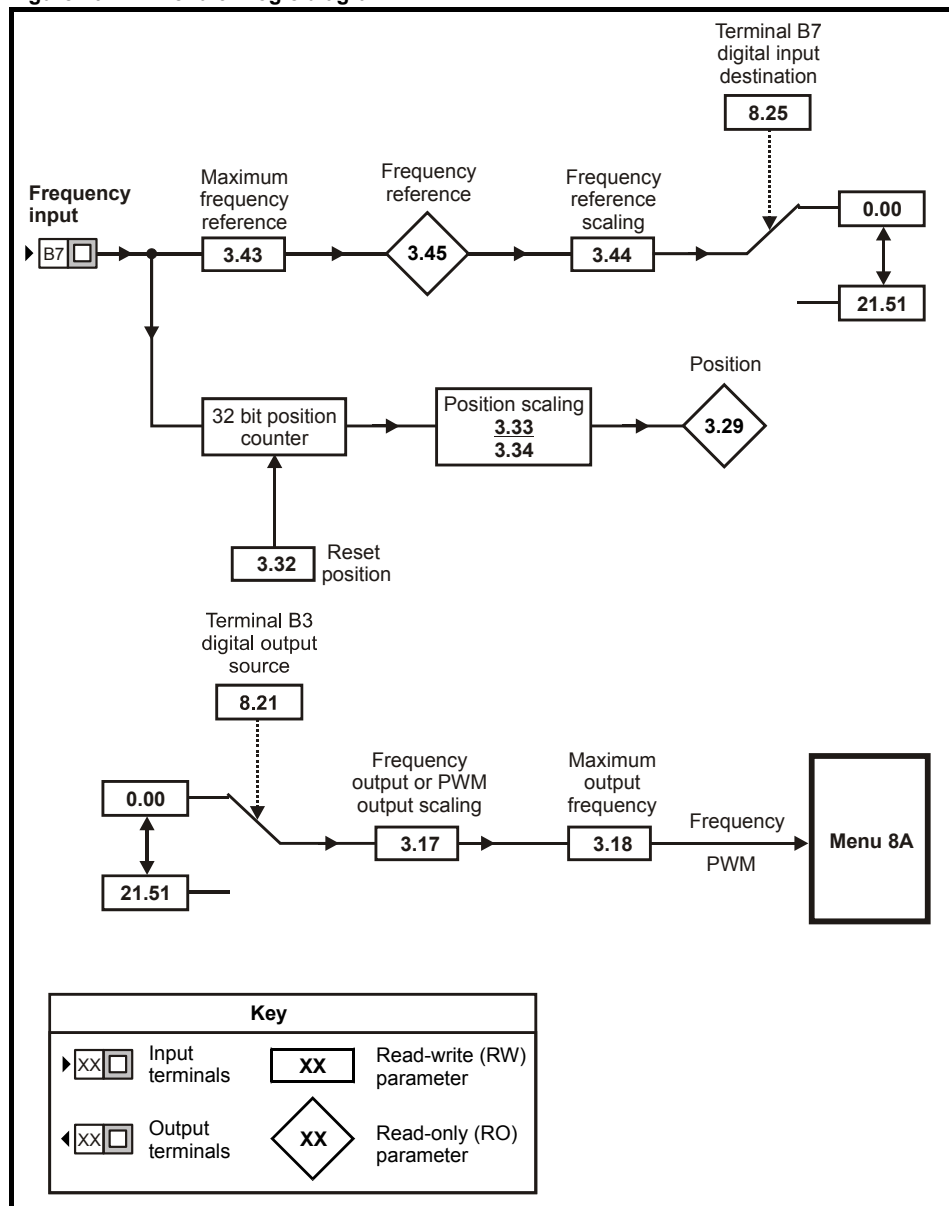 Terminal B7
digital input
destination
8.25
Frequency
input
B7
Maximum
frequency
reference
3.43
Frequency
reference
3.45
Frequency
reference
scaling
3.44
0.00
21.51
32 bit position
counter
Position scaling
3.33
3.34
Position
3.29
3.32
Reset
position
Terminal B3
digital output
source
8.21
0.00
21.51
Frequency
output or PWM
output scaling
3.17
Maximum
output
frequency
3.18
Frequency
PWM
Menu 8A
Key
XX
Input
terminals
XX
Read-write (RW)
parameter
XX
Output
terminals
XX
Read-only (RO)
parameter